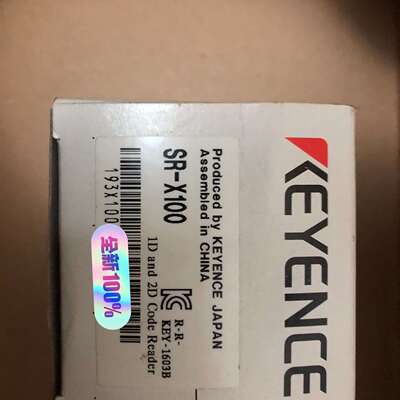 KEYENCE
Produced by KEYENCE JAPAN
Assembled in CHINA
SR-X100
1D and 2D Code Reader
R-R-
KEY-1603B
193X100
全新100%